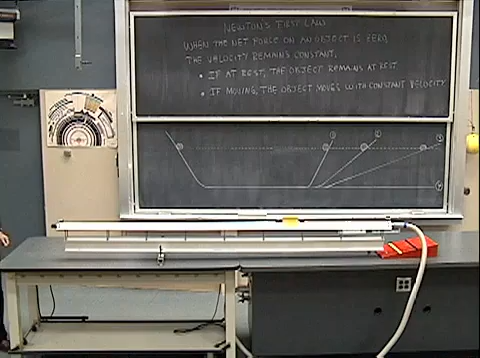 NEWTON'S FIRST LAW
WHEN THE NET FORCE ON AN OBJECT IS ZERO,
THE VELOCITY REMAINS CONSTANT.
• IF AT REST, THE OBJECT REMAINS AT REST
• IF MOVING, THE OBJECT MOVES WITH CONSTANT VELOCITY